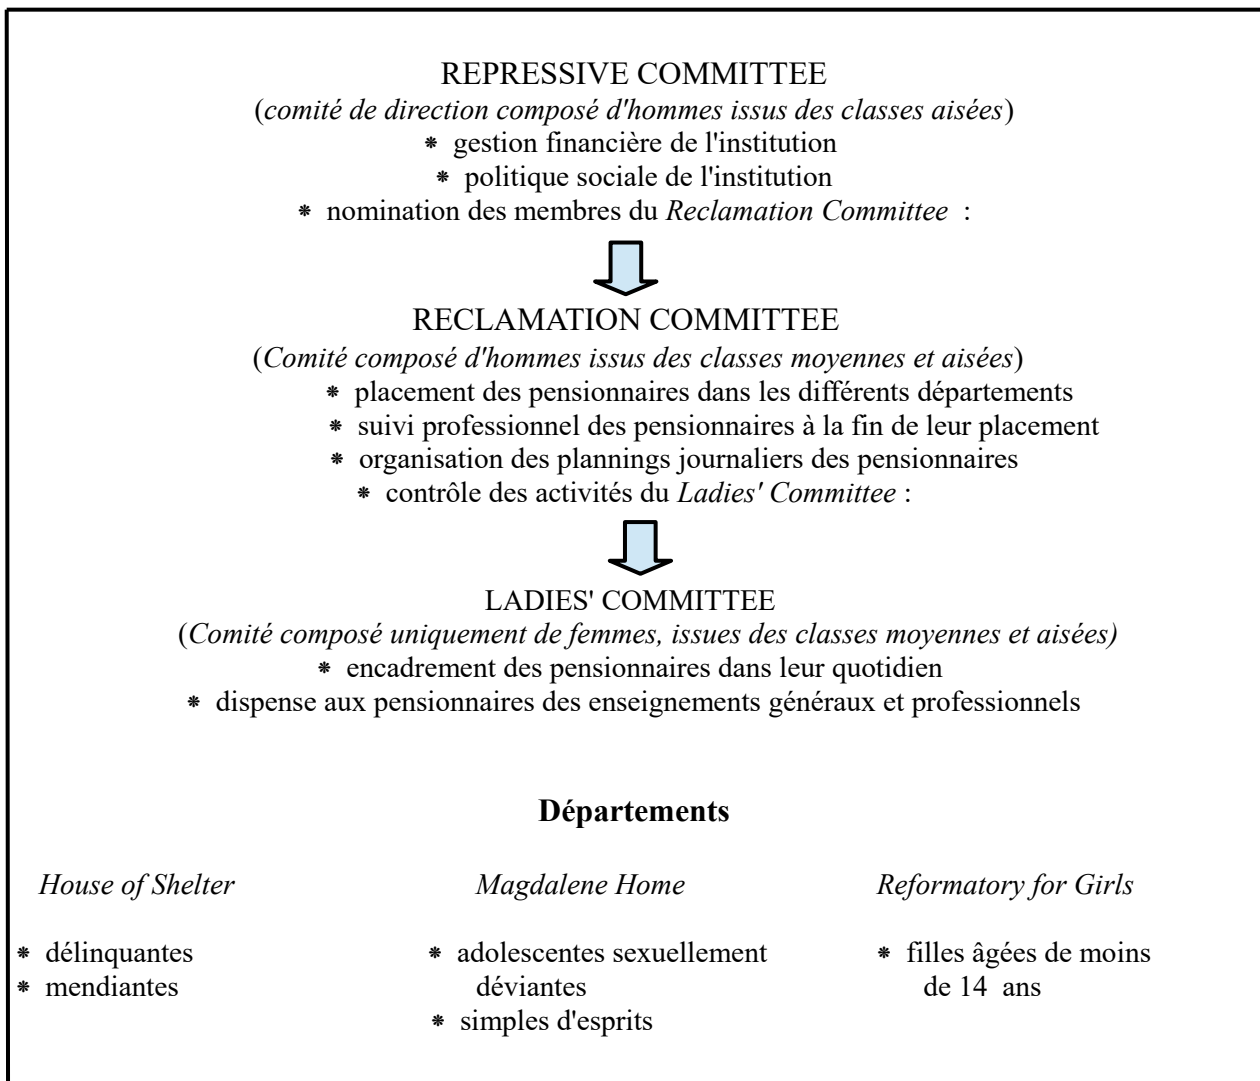 REPRESSIVE COMMITTEE
(comité de direction composé d'hommes issus des classes aisées)
* gestion financière de l'institution
* politique sociale de l'institution
* nomination des membres du Reclamation Committee :
RECLAMATION COMMITTEE
(Comité composé d'hommes issus des classes moyennes et aisées)
* placement des pensionnaires dans les différents départements
* suivi professionnel des pensionnaires à la fin de leur placement
* organisation des plannings journaliers des pensionnaires
* contrôle des activités du Ladies' Committee :
LADIES' COMMITTEE
(Comité composé uniquement de femmes, issues des classes moyennes et aisées)
* encadrement des pensionnaires dans leur quotidien
* dispense aux pensionnaires des enseignements généraux et professionnels
Départements
House of Shelter
* délinquantes
* mendiantes
Magdalene Home
* adolescentes sexuellement
déviantes
* simples d'esprits
Reformatory for Girls
* filles âgées de moins
de 14 ans